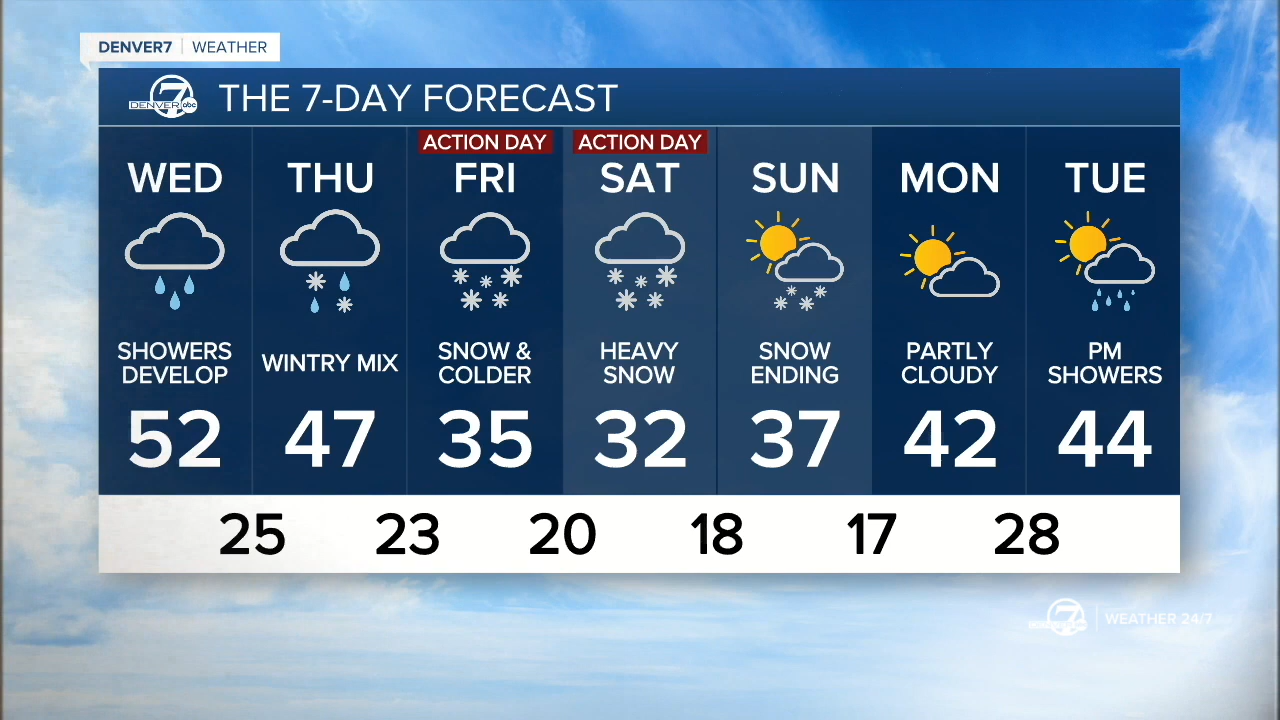 DENVER7 | WEATHER
7 DENVER abc
THE 7-DAY FORECAST
ACTION DAY ACTION DAY
WED THU FRI SAT SUN MON TUE
SHOWERS DEVELOP
WINTRY MIX
SNOW & COLDER
HEAVY SNOW
SNOW ENDING
PARTLY CLOUDY
PM SHOWERS
52 47 35 32 37 42 44
25 23 20 18 17 28
7 | WEATHER 24/7